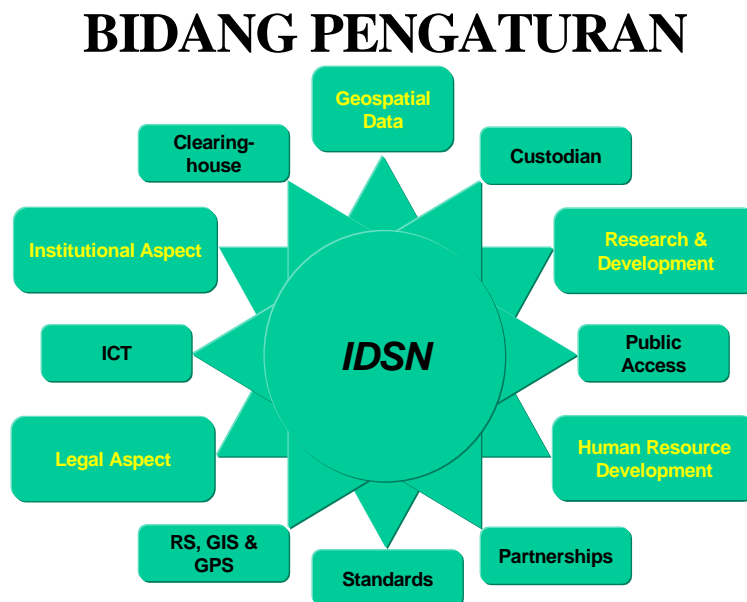 BIDANG PENGATURAN
Geospatial
Data
Clearing-
house
Custodian
Institutional Aspect
Research &
Development
ICT
IDSN
Public
Access
Legal Aspect
Human Resource
Development
RS, GIS &
GPS
Standards
Partnerships